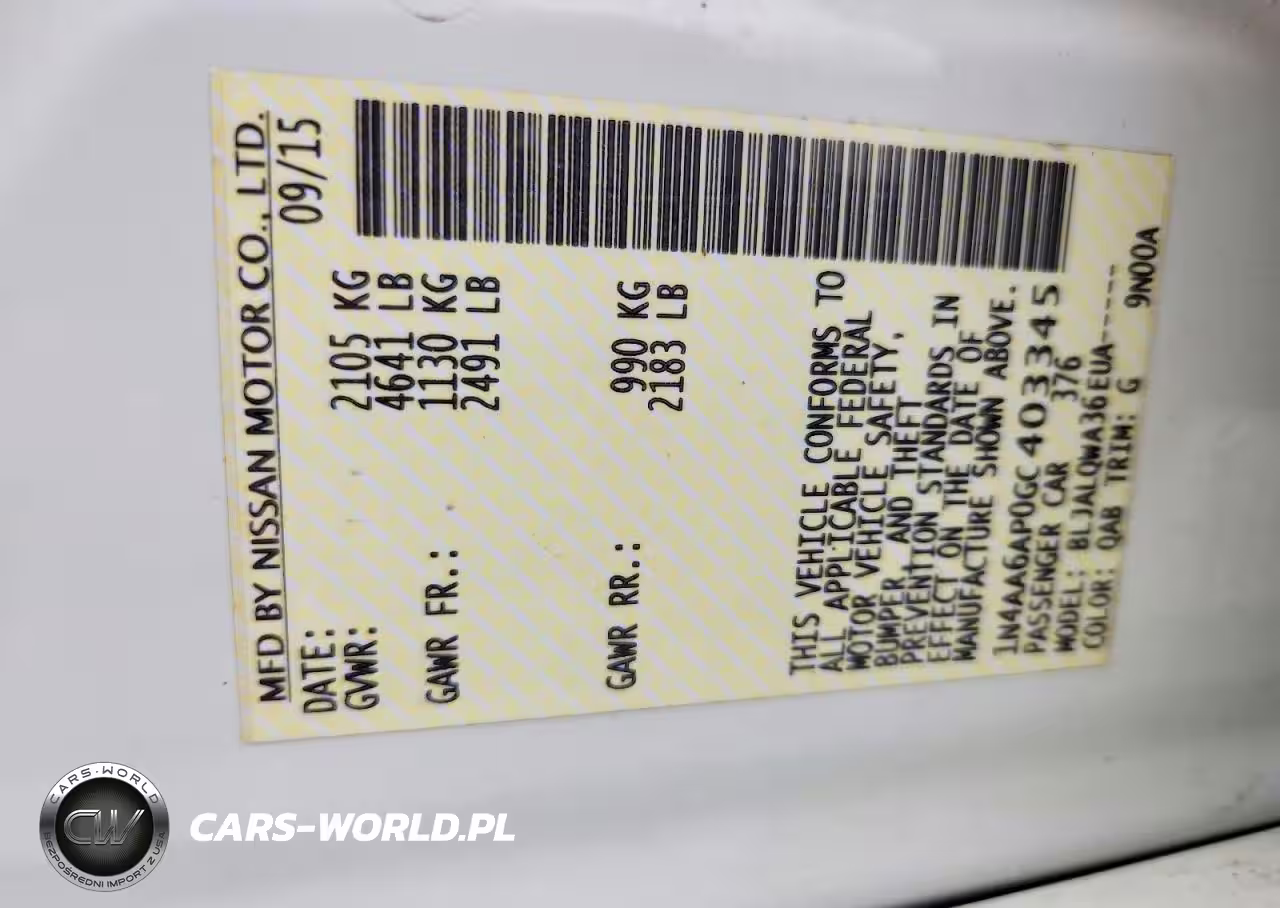 MFD BY NISSAN MOTOR CO., LTD.
DATE: 09/15
GVWR: 2105 KG
4641 LB
GAWR FR.: 1130 KG
2491 LB
GAWR RR.: 990 KG
2183 LB
THIS VEHICLE CONFORMS TO
ALL APPLICABLE FEDERAL
MOTOR VEHICLE SAFETY,
BUMPER, AND THEFT
PREVENTION STANDARDS IN
EFFECT ON THE DATE OF
MANUFACTURE SHOWN ABOVE.
1N4AA6AP0GC403345
PASSENGER CAR 376
MODEL: BLJALQWA36EUA-----
COLOR: QAB TRIM: G 9N00A
CARS-WORLD
CW
BEZPOŚREDNI IMPORT Z USA
CARS-WORLD.PL